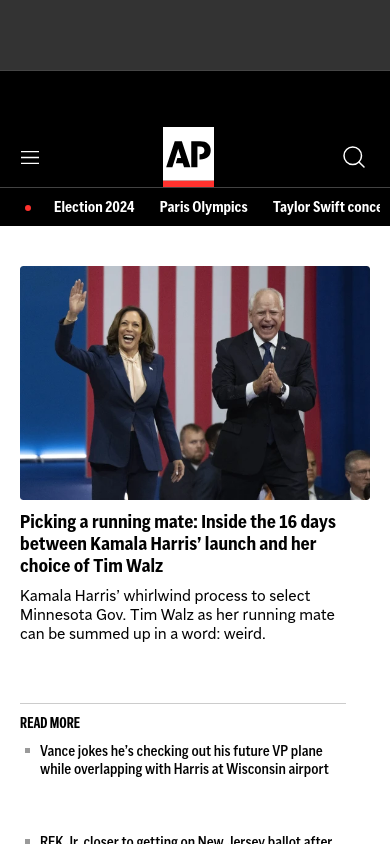 AP
Election 2024 Paris Olympics Taylor Swift conce
Picking a running mate: Inside the 16 days
between Kamala Harris’ launch and her
choice of Tim Walz
Kamala Harris’ whirlwind process to select
Minnesota Gov. Tim Walz as her running mate
can be summed up in a word: weird.
READ MORE
Vance jokes he’s checking out his future VP plane
while overlapping with Harris at Wisconsin airport
RFK Jr. closer to getting on New Jersey ballot after